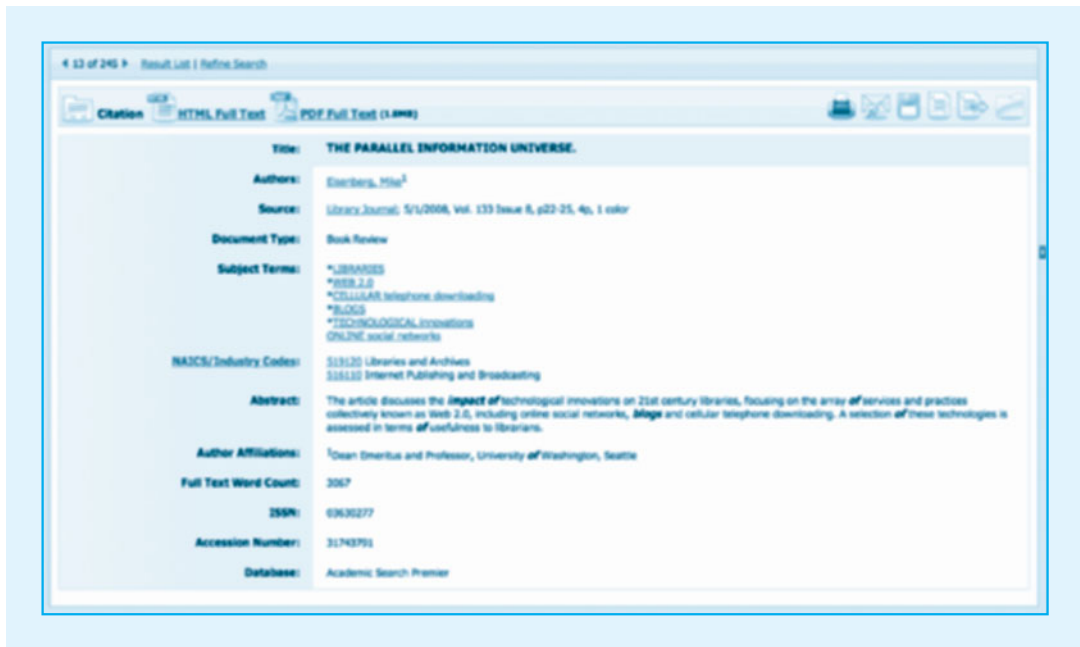 13 of 245 Result List | Refine Search
Citation HTML Full Text PDF Full Text (1.8MB)
Title: THE PARALLEL INFORMATION UNIVERSE.
Authors: Eisenberg, Mike1
Source: Library Journal; 5/1/2008, Vol. 133 Issue 8, p22-25, 4p, 1 color
Document Type: Book Review
Subject Terms: *LIBRARIES
*WEB 2.0
*CELLULAR telephone downloading
*BLOGS
*TECHNOLOGICAL innovations
ONLINE social networks
NAICS/Industry Codes: 519120 Libraries and Archives
516110 Internet Publishing and Broadcasting
Abstract: The article discusses the impact of technological innovations on 21st century libraries, focusing on the array of services and practices
collectively known as Web 2.0, including online social networks, blogs and cellular telephone downloading. A selection of these technologies is
assessed in terms of usefulness to librarians.
Author Affiliations: 1Dean Emeritus and Professor, University of Washington, Seattle
Full Text Word Count: 3067
ISSN: 03630277
Accession Number: 31743701
Database: Academic Search Premier